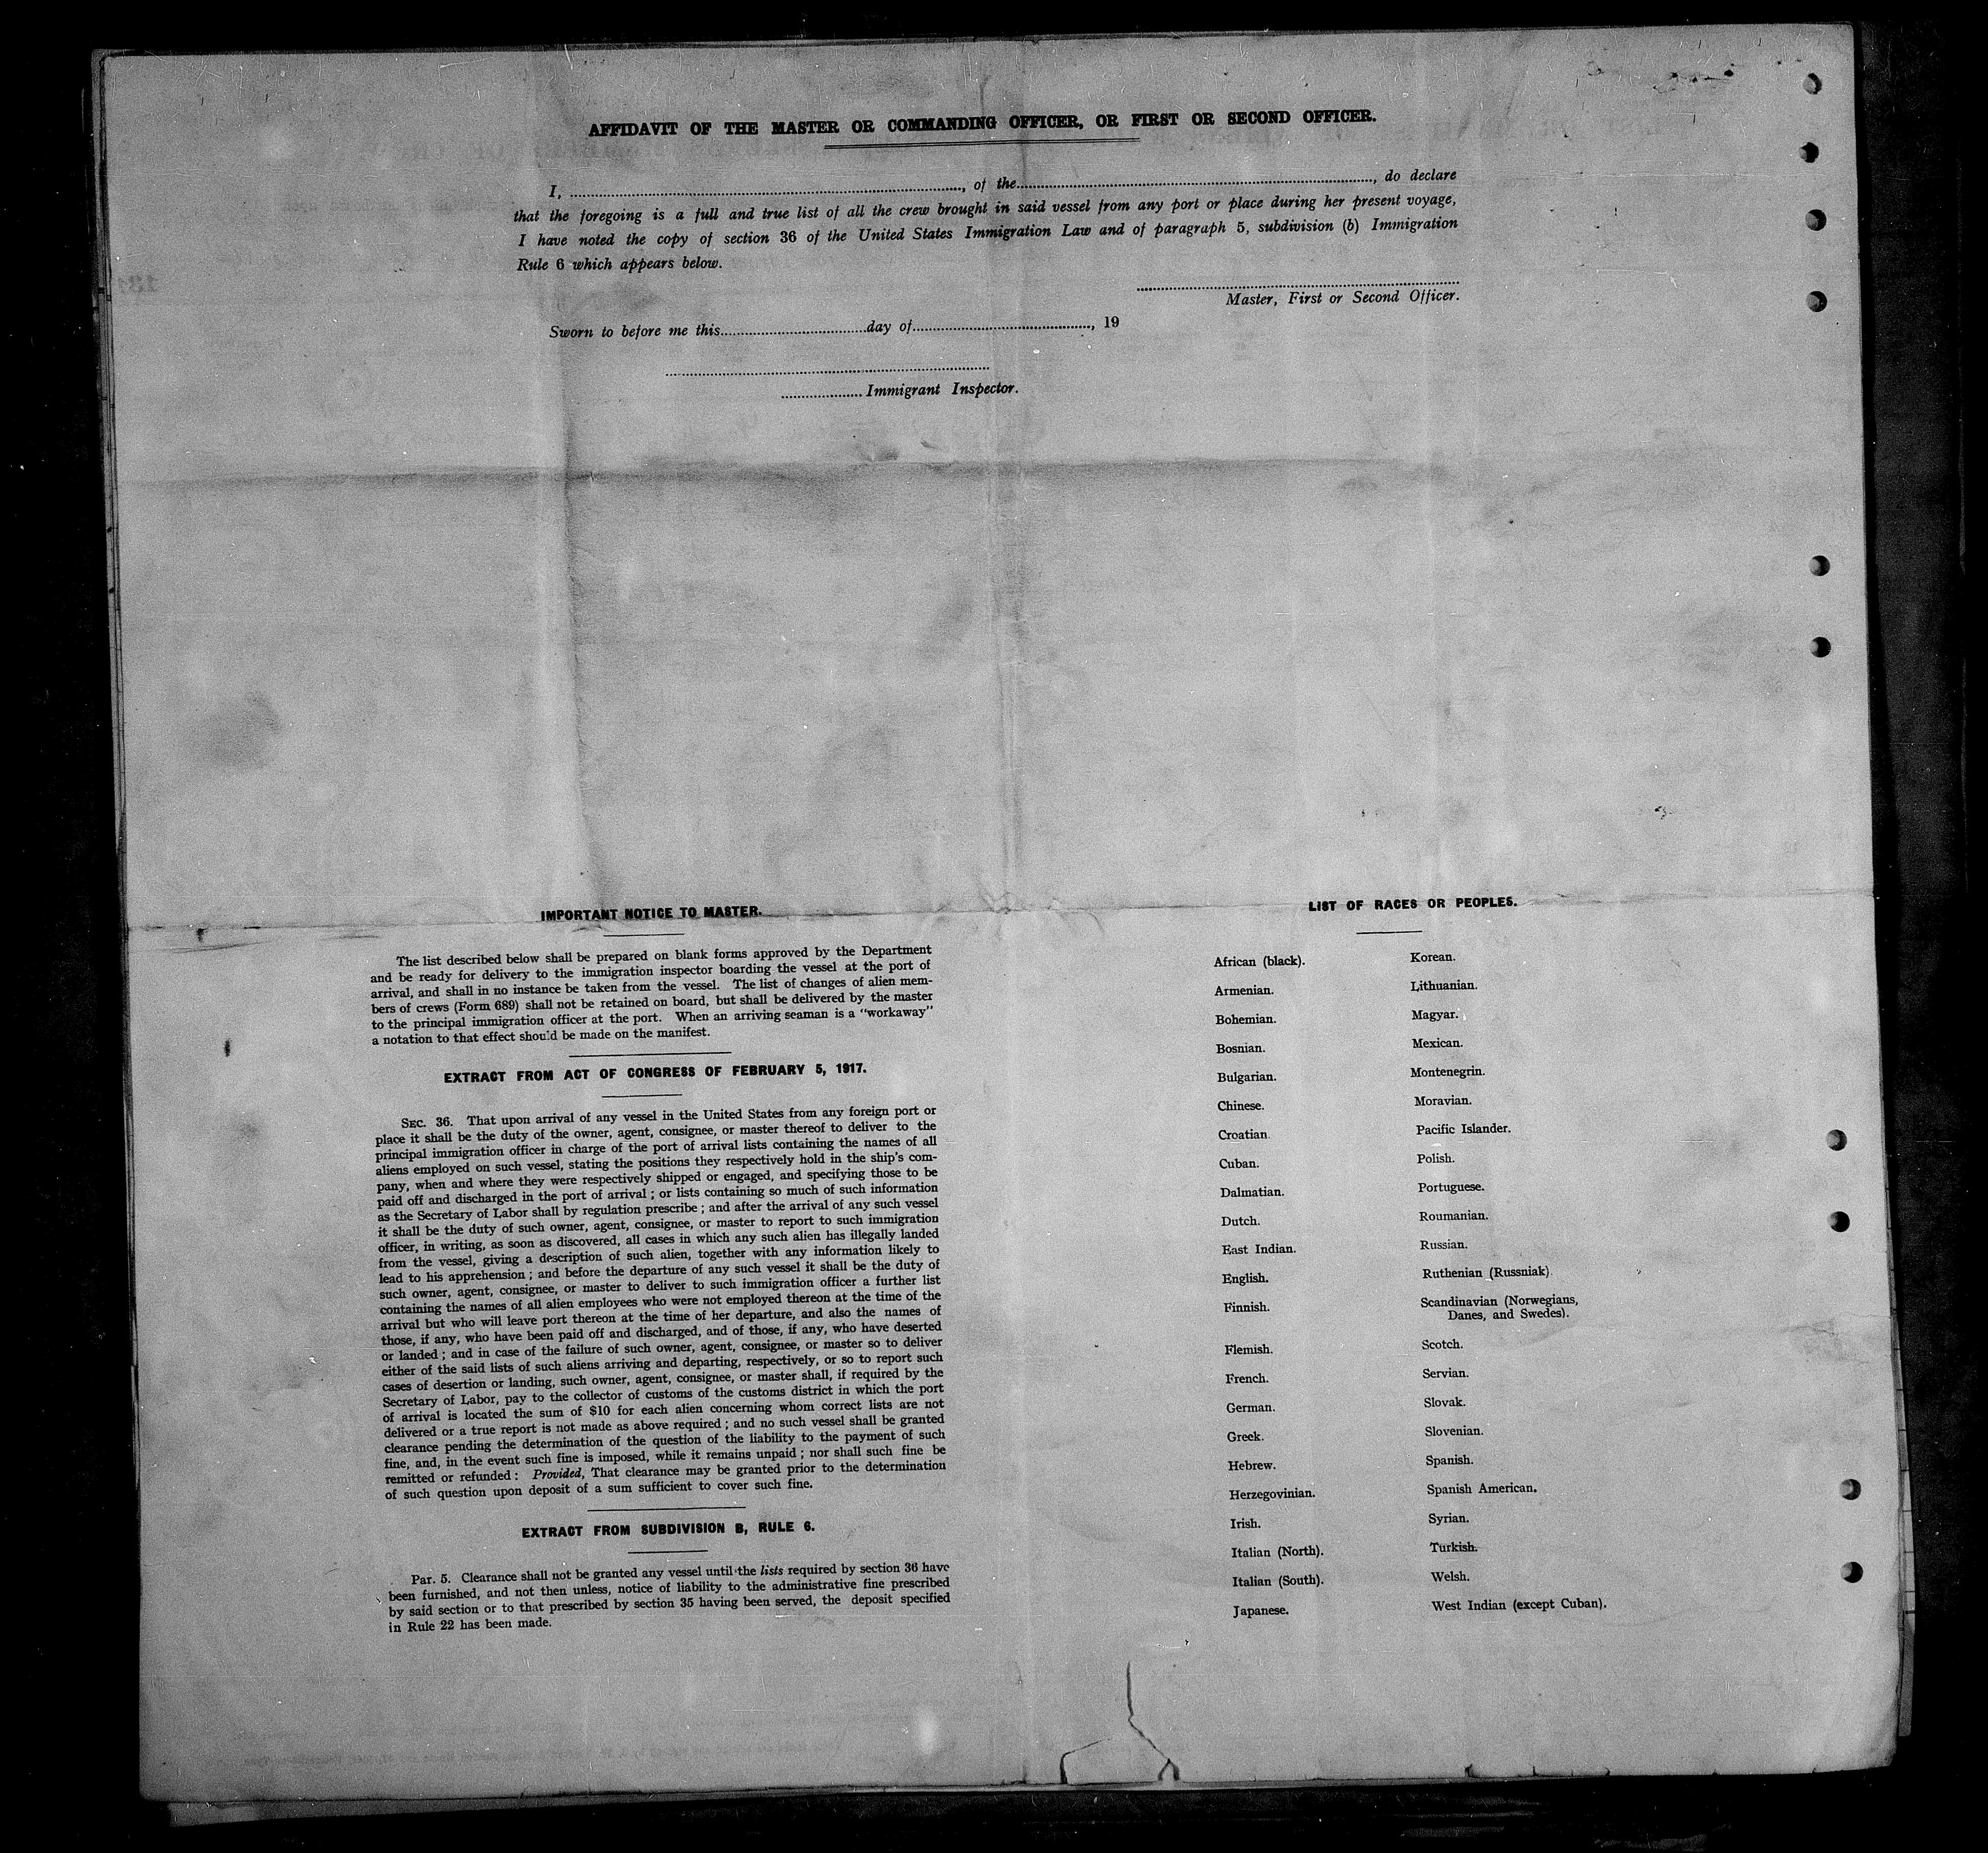 AFFIDAVIT OF THE MASTER OR COMMANDING OFFICER, OR FIRST OR SECOND OFFICER.
I, ........................................, of the........................................, do declare
that the foregoing is a full and true list of all the crew brought in said vessel from any port or place during her present voyage,
I have noted the copy of section 36 of the United States Immigration Law and of paragraph 5, subdivision (b) Immigration
Rule 6 which appears below.
Master, First or Second Officer.
Sworn to before me this....................day of...................., 19
....................Immigrant Inspector.
IMPORTANT NOTICE TO MASTER.
The list described below shall be prepared on blank forms approved by the Department
and be ready for delivery to the immigration inspector boarding the vessel at the port of
arrival, and shall in no instance be taken from the vessel. The list of changes of alien mem-
bers of crews (Form 689) shall not be retained on board, but shall be delivered by the master
to the principal immigration officer at the port. When an arriving seaman is a "workaway"
a notation to that effect should be made on the manifest.
EXTRACT FROM ACT OF CONGRESS OF FEBRUARY 5, 1917.
SEC. 36. That upon arrival of any vessel in the United States from any foreign port or
place it shall be the duty of the owner, agent, consignee, or master thereof to deliver to the
principal immigration officer in charge of the port of arrival lists containing the names of all
aliens employed on such vessel, stating the positions they respectively hold in the ship's com-
pany, when and where they were respectively shipped or engaged, and specifying those to be
paid off and discharged in the port of arrival; or lists containing so much of such information
as the Secretary of Labor shall by regulation prescribe; and after the arrival of any such vessel
it shall be the duty of such owner, agent, consignee, or master to report to such immigration
officer, in writing, as soon as discovered, all cases in which any such alien has illegally landed
from the vessel, giving a description of such alien, together with any information likely to
lead to his apprehension; and before the departure of any such vessel it shall be the duty of
such owner, agent, consignee, or master to deliver to such immigration officer a further list
containing the names of all alien employees who were not employed thereon at the time of the
arrival but who will leave port thereon at the time of her departure, and also the names of
those, if any, who have been paid off and discharged, and of those, if any, who have deserted
or landed; and in case of the failure of such owner, agent, consignee, or master so to deliver
either of the said lists of such aliens arriving and departing, respectively, or so to report such
cases of desertion or landing, such owner, agent, consignee, or master shall, if required by the
Secretary of Labor, pay to the collector of customs of the customs district in which the port
of arrival is located the sum of $10 for each alien concerning whom correct lists are not
delivered or a true report is not made as above required; and no such vessel shall be granted
clearance pending the determination of the question of the liability to the payment of such
fine, and, in the event such fine is imposed, while it remains unpaid; nor shall such fine be
remitted or refunded: Provided, That clearance may be granted prior to the determination
of such question upon deposit of a sum sufficient to cover such fine.
EXTRACT FROM SUBDIVISION B, RULE 6.
Par. 5. Clearance shall not be granted any vessel until the lists required by section 36 have
been furnished, and not then unless, notice of liability to the administrative fine prescribed
by said section or to that prescribed by section 35 having been served, the deposit specified
in Rule 22 has been made.
LIST OF RACES OR PEOPLES.
African (black).
Armenian.
Bohemian.
Bosnian.
Bulgarian.
Chinese.
Croatian
Cuban.
Dalmatian.
Dutch.
East Indian.
English.
Finnish.
Flemish.
French.
German.
Greek.
Hebrew.
Herzegovinian.
Irish.
Italian (North).
Italian (South).
Japanese.
Korean.
Lithuanian.
Magyar.
Mexican.
Montenegrin.
Moravian.
Pacific Islander.
Polish.
Portuguese.
Roumanian.
Russian.
Ruthenian (Russniak)
Scandinavian (Norwegians,
Danes, and Swedes).
Scotch.
Servian.
Slovak.
Slovenian.
Spanish.
Spanish American.
Syrian.
Turkish.
Welsh.
West Indian (except Cuban).